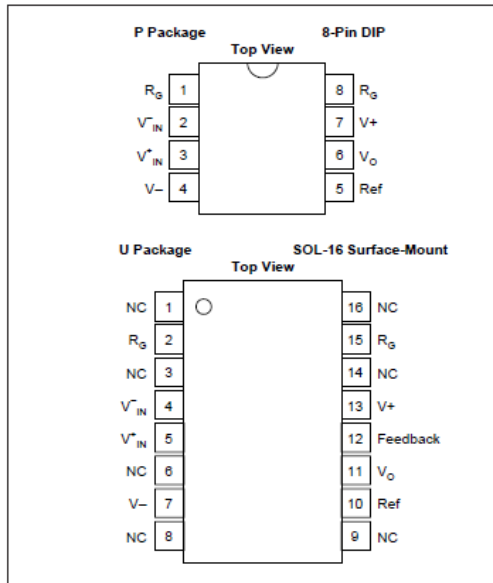 P Package 8-Pin DIP
Top View
R_G 1 8 R_G
V⁻_IN 2 7 V+
V⁺_IN 3 6 V_O
V– 4 5 Ref
U Package SOL-16 Surface-Mount
Top View
NC 1 16 NC
R_G 2 15 R_G
NC 3 14 NC
V⁻_IN 4 13 V+
V⁺_IN 5 12 Feedback
NC 6 11 V_O
V– 7 10 Ref
NC 8 9 NC